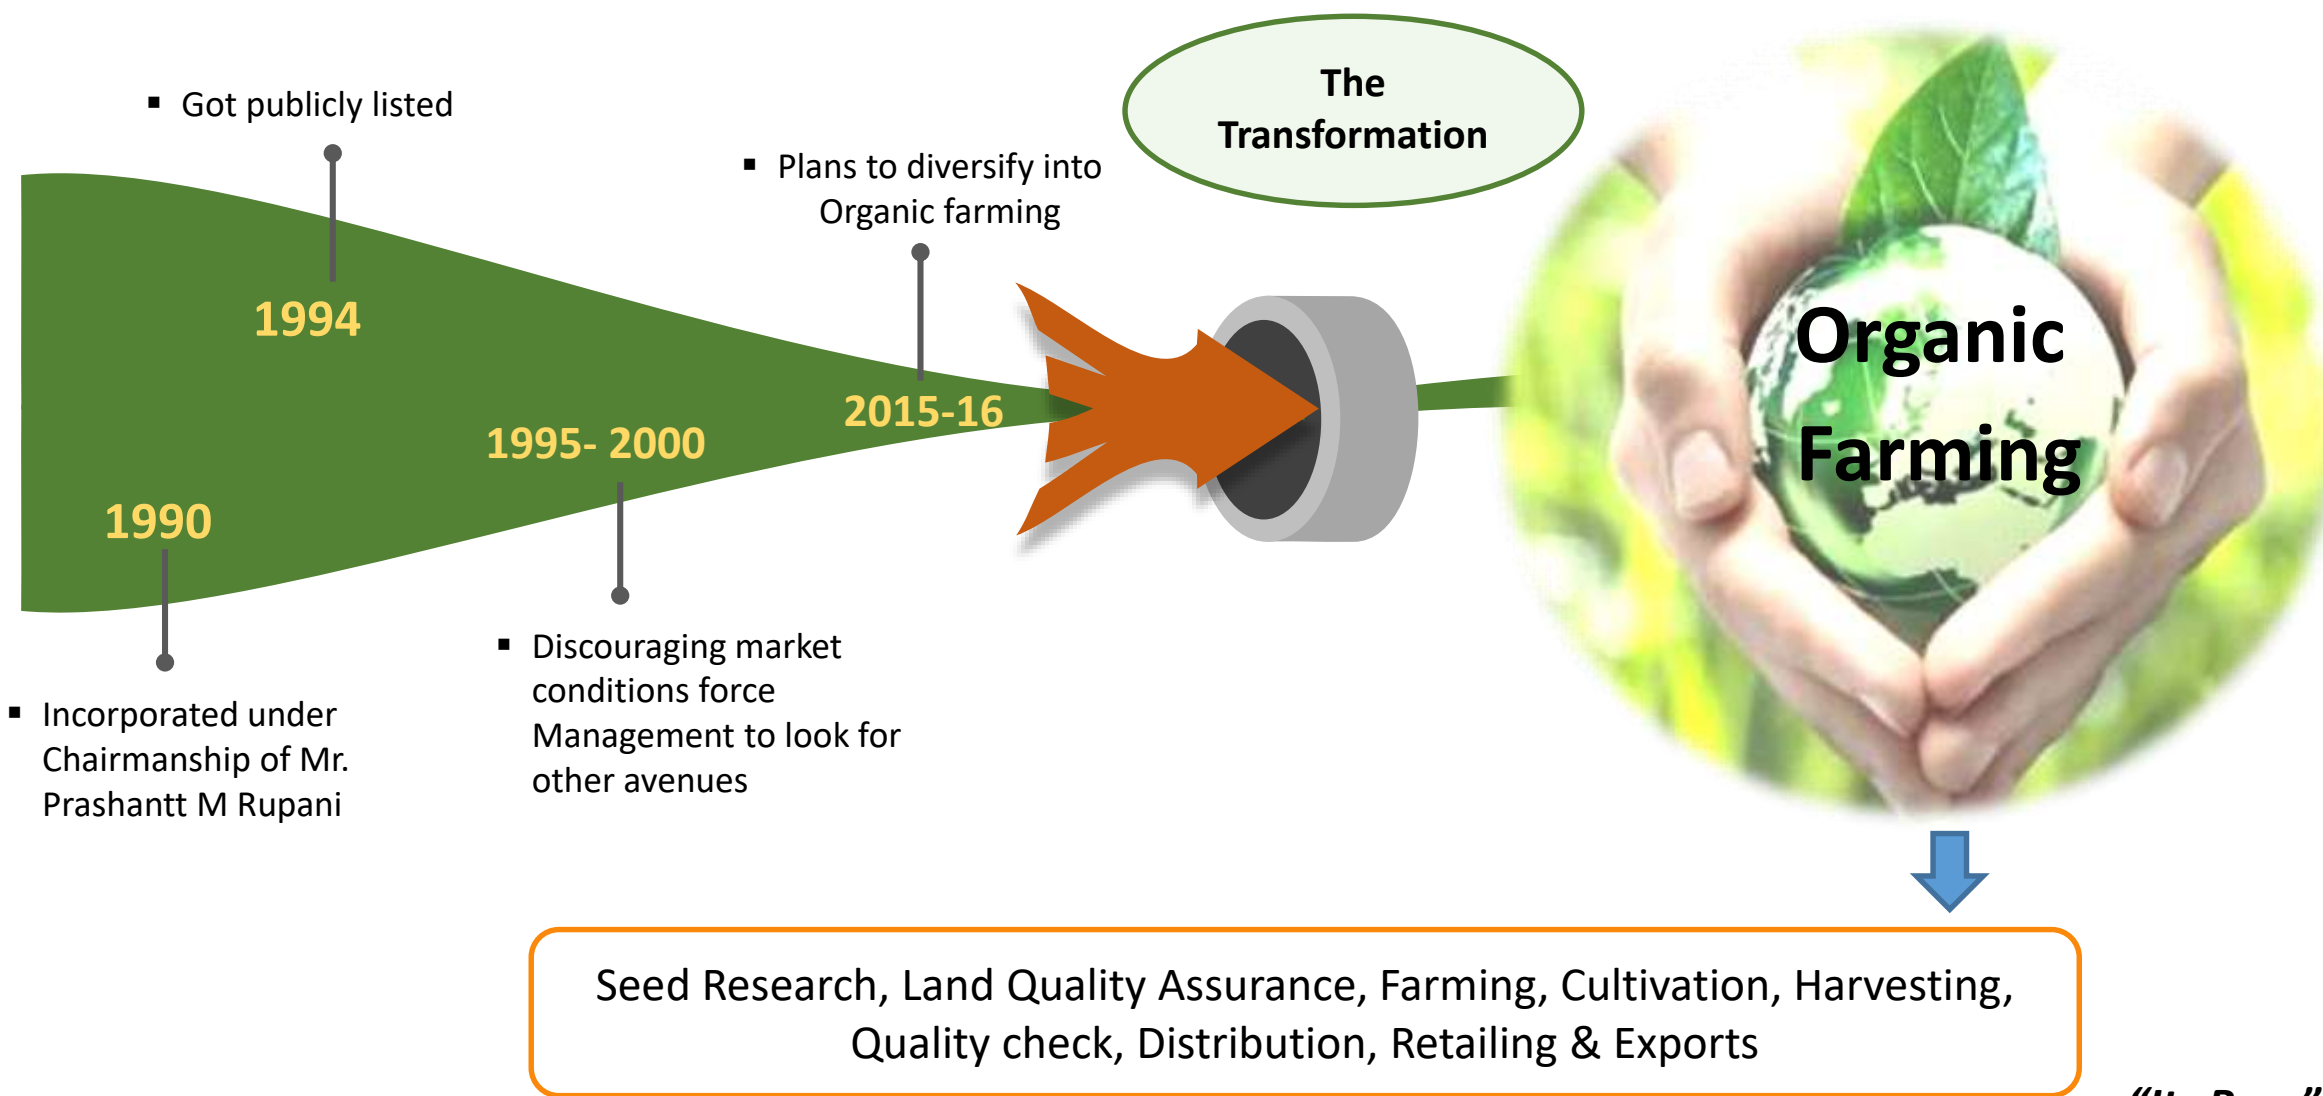 ▪ Got publicly listed
The
Transformation
▪ Plans to diversify into
Organic farming
1994
2015-16
1995- 2000
1990
Organic
Farming
▪ Discouraging market
conditions force
Management to look for
other avenues
▪ Incorporated under
Chairmanship of Mr.
Prashantt M Rupani
Seed Research, Land Quality Assurance, Farming, Cultivation, Harvesting,
Quality check, Distribution, Retailing & Exports